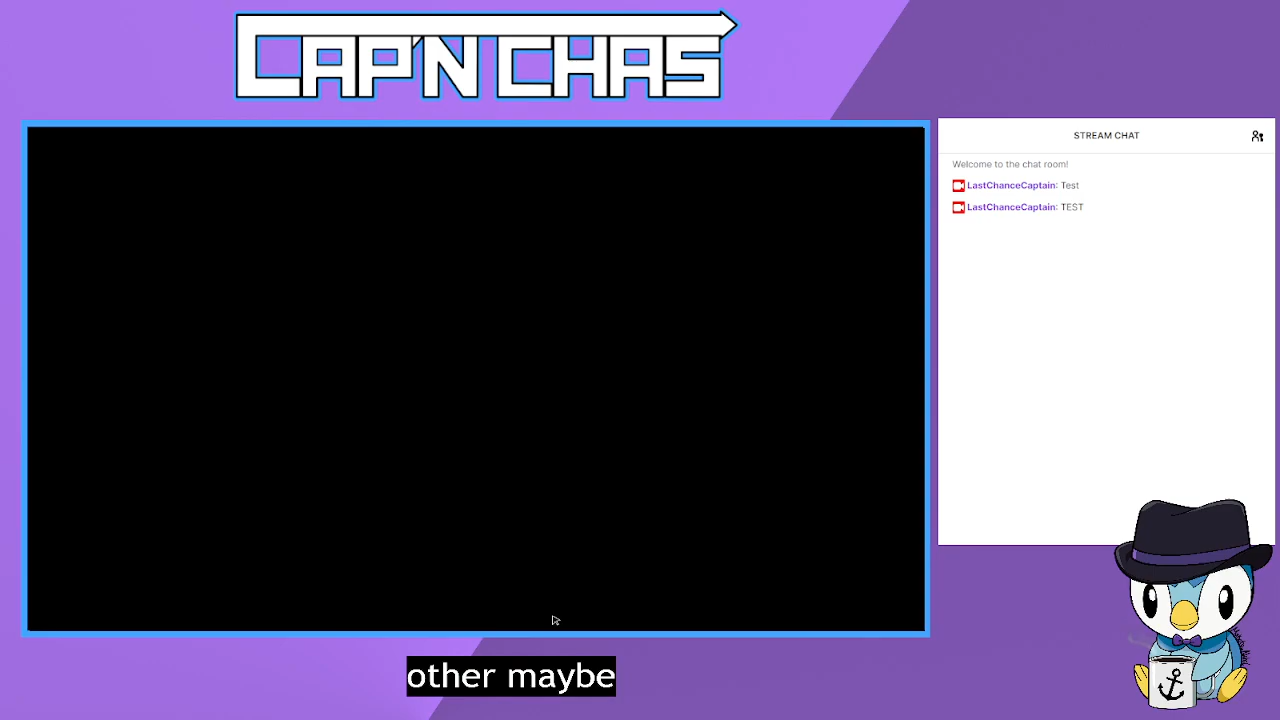 CAP'N CHAS
STREAM CHAT
Welcome to the chat room!
LastChanceCaptain: Test
LastChanceCaptain: TEST
other maybe